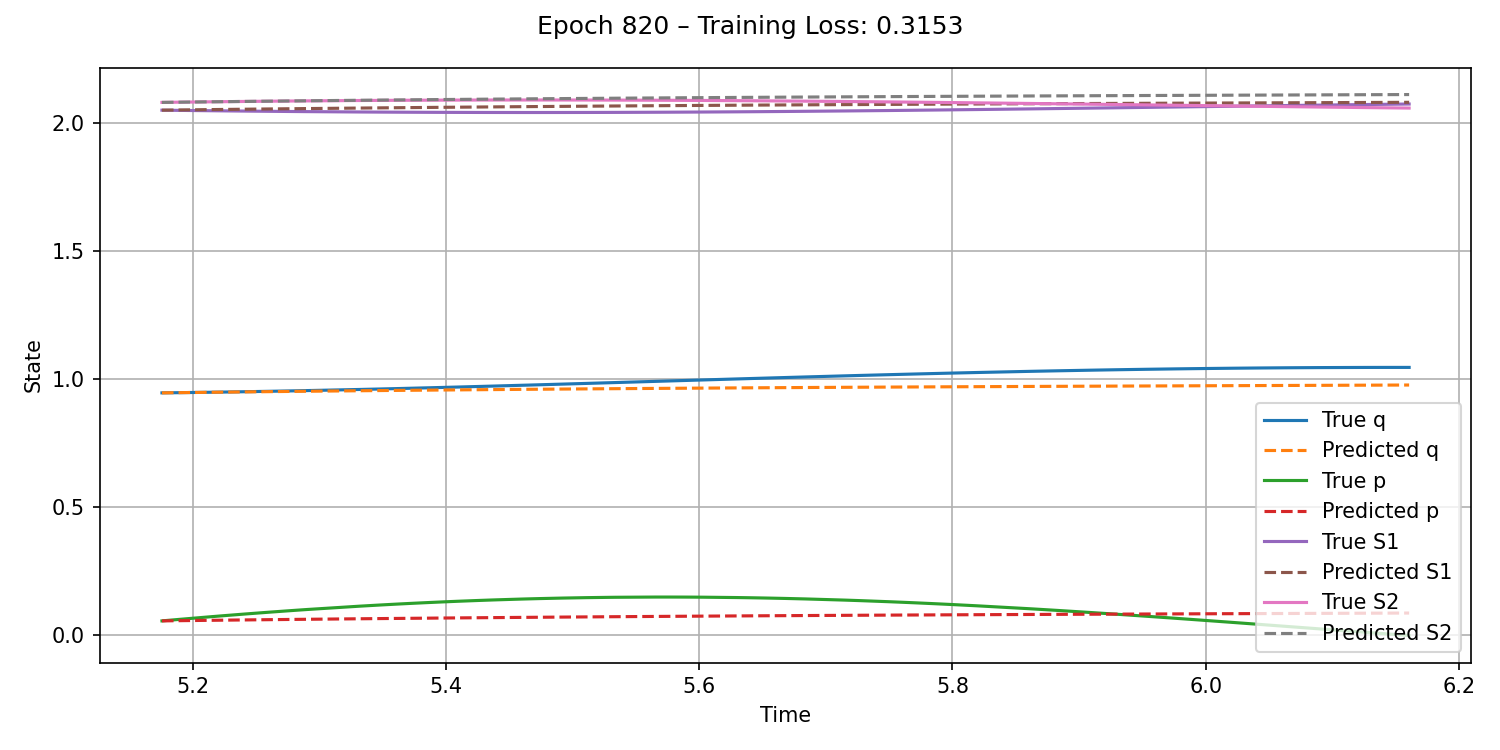 Epoch 820 – Training Loss: 0.3153
State
2.0
1.5
1.0
0.5
0.0
True q
Predicted q
True p
Predicted p
True S1
Predicted S1
True S2
Predicted S2
5.2 5.4 5.6 5.8 6.0 6.2
Time